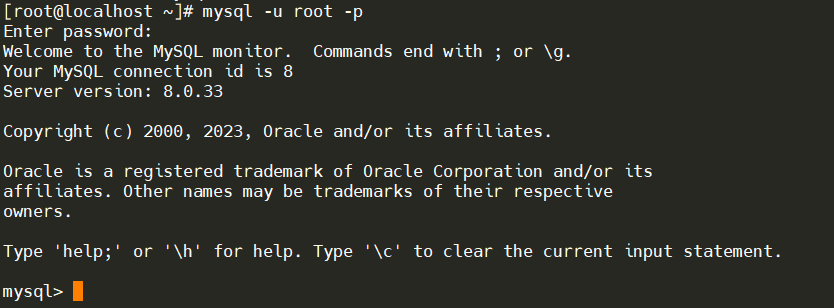 [root@localhost ~]# mysql -u root -p
Enter password:
Welcome to the MySQL monitor.  Commands end with ; or \g.
Your MySQL connection id is 8
Server version: 8.0.33
Copyright (c) 2000, 2023, Oracle and/or its affiliates.
Oracle is a registered trademark of Oracle Corporation and/or its
affiliates. Other names may be trademarks of their respective
owners.
Type 'help;' or '\h' for help. Type '\c' to clear the current input statement.
mysql>